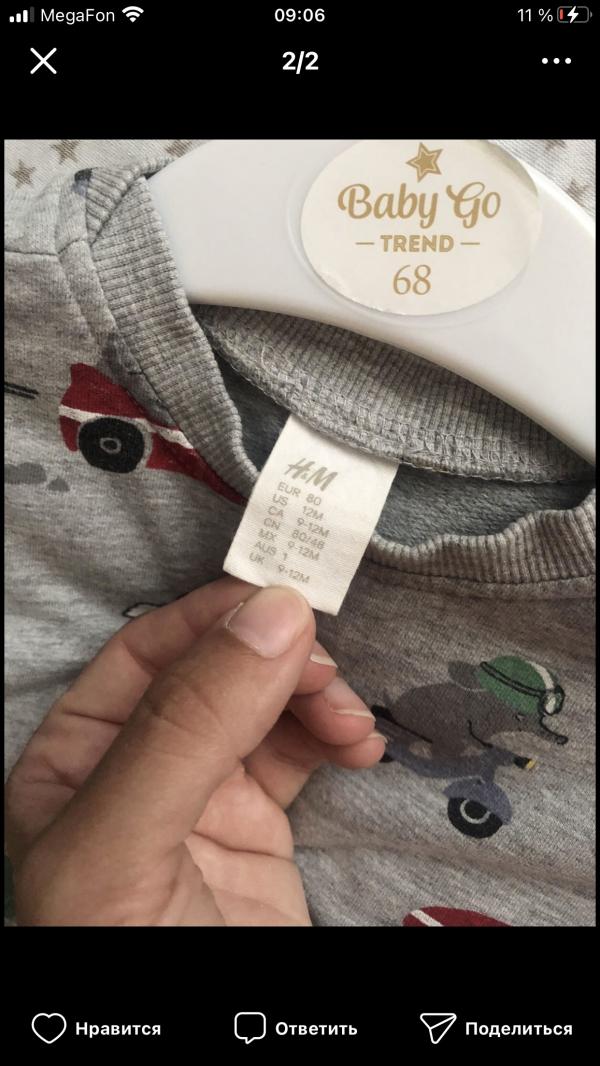 MegaFon 09:06 11 %
2/2
Baby Go
— TREND —
68
H&M
EUR 80
US 12M
CA 9-12M
CN 80/48
MX 9-12M
AUS 1
UK 9-12M
Нравится Ответить Поделиться